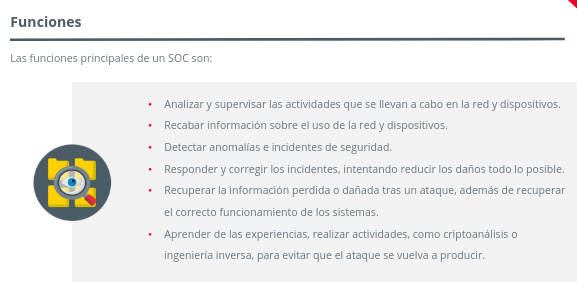 Funciones
Las funciones principales de un SOC son:
• Analizar y supervisar las actividades que se llevan a cabo en la red y dispositivos.
• Recabar información sobre el uso de la red y dispositivos.
• Detectar anomalías e incidentes de seguridad.
• Responder y corregir los incidentes, intentando reducir los daños todo lo posible.
• Recuperar la información perdida o dañada tras un ataque, además de recuperar
el correcto funcionamiento de los sistemas.
• Aprender de las experiencias, realizar actividades, como criptoanálisis o
ingeniería inversa, para evitar que el ataque se vuelva a producir.